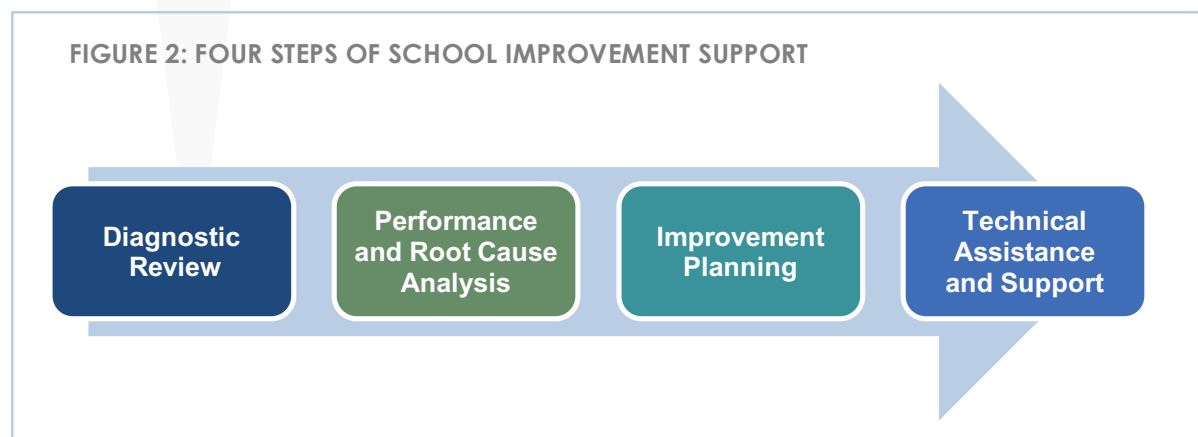 FIGURE 2: FOUR STEPS OF SCHOOL IMPROVEMENT SUPPORT
Diagnostic
Review
Performance
and Root Cause
Analysis
Improvement
Planning
Technical
Assistance
and Support